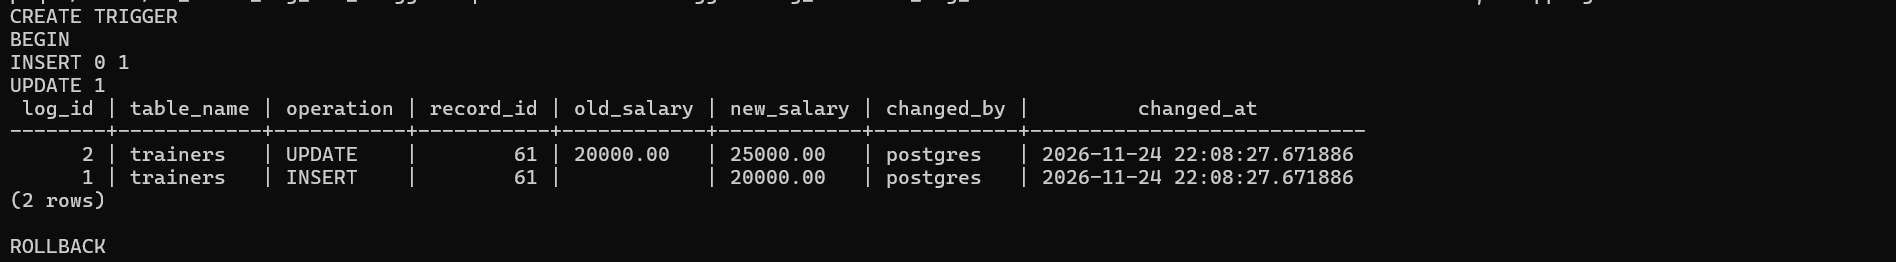 CREATE TRIGGER
BEGIN
INSERT 0 1
UPDATE 1
 log_id | table_name | operation | record_id | old_salary | new_salary | changed_by |         changed_at
--------+------------+-----------+-----------+------------+------------+------------+----------------------------
      2 | trainers   | UPDATE    |        61 | 20000.00   | 25000.00   | postgres   | 2026-11-24 22:08:27.671886
      1 | trainers   | INSERT    |        61 |            | 20000.00   | postgres   | 2026-11-24 22:08:27.671886
(2 rows)

ROLLBACK